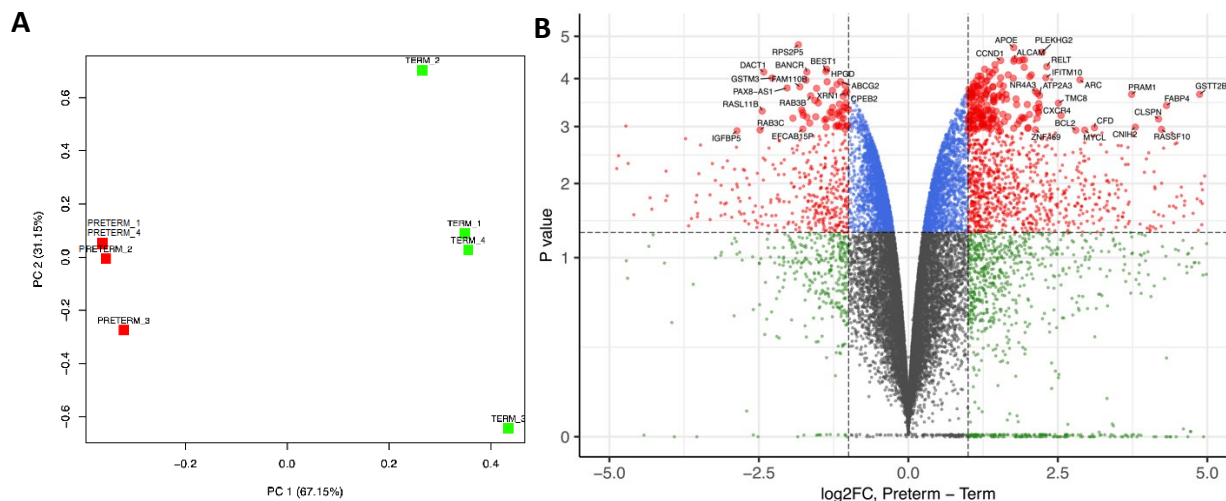 A
B
TERM_2
PRETERM_1
PRETERM_4
PRETERM_2
PRETERM_3
TERM_1
TERM_4
TERM_3
0.6
0.4
0.2
0.0
−0.2
−0.4
−0.6
−0.2
0.0
0.2
0.4
PC 2 (31.15%)
PC 1 (67.15%)
P value
5
4
3
2
1
0
RPS2P5
DACT1
BANCR
BEST1
GSTM3
FAM110B
HPGD
ABCG2
PAX8−AS1
XRN1
CPEB2
RASL11B
RAB3B
RAB3C
IGFBP5
EFCAB15P
APOE
PLEKHG2
CCND1
ALCAM
RELT
IFITM10
NR4A3
ATP2A3
ARC
TMC8
PRAM1
GSTT2B
FABP4
CXCR4
CLSPN
BCL2
CFD
ZNF469
MYCL
CNIH2
RASSF10
−5.0
−2.5
0.0
2.5
5.0
log2FC, Preterm − Term